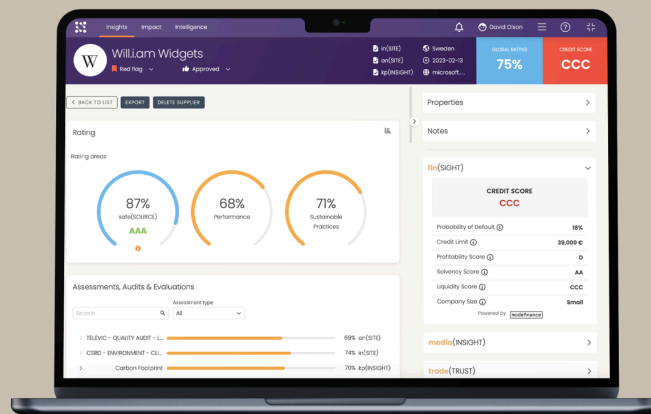 Insights Impact Intelligence
David Olson
W
Will.i.am Widgets
Red flag
Approved
in(SITE)
on(SITE)
kp(INSIGHT)
Sweden
2023-02-13
microsoft...
GLOBAL RATING
75%
CREDIT SCORE
CCC
BACK TO LIST EXPORT DELETE SUPPLIER
Rating
Rating areas
87%
safe(SOURCE)
AAA
68%
Performance
71%
Sustainable
Practices
Assessments, Audits & Evaluations
Search
Assessment type
All
TELEVIC - QUALITY AUDIT - L... 69% on(SITE)
CSRD - ENVIRONMENT - CLI... 74% in(SITE)
Carbon Footprint 70% kp(INSIGHT)
Properties
Notes
fin(SIGHT)
CREDIT SCORE
CCC
Probability of Default 18%
Credit Limit 39,000 €
Profitability Score D
Solvency Score AA
Liquidity Score CCC
Company Size Small
Powered by modefinance
media(INSIGHT)
trade(TRUST)